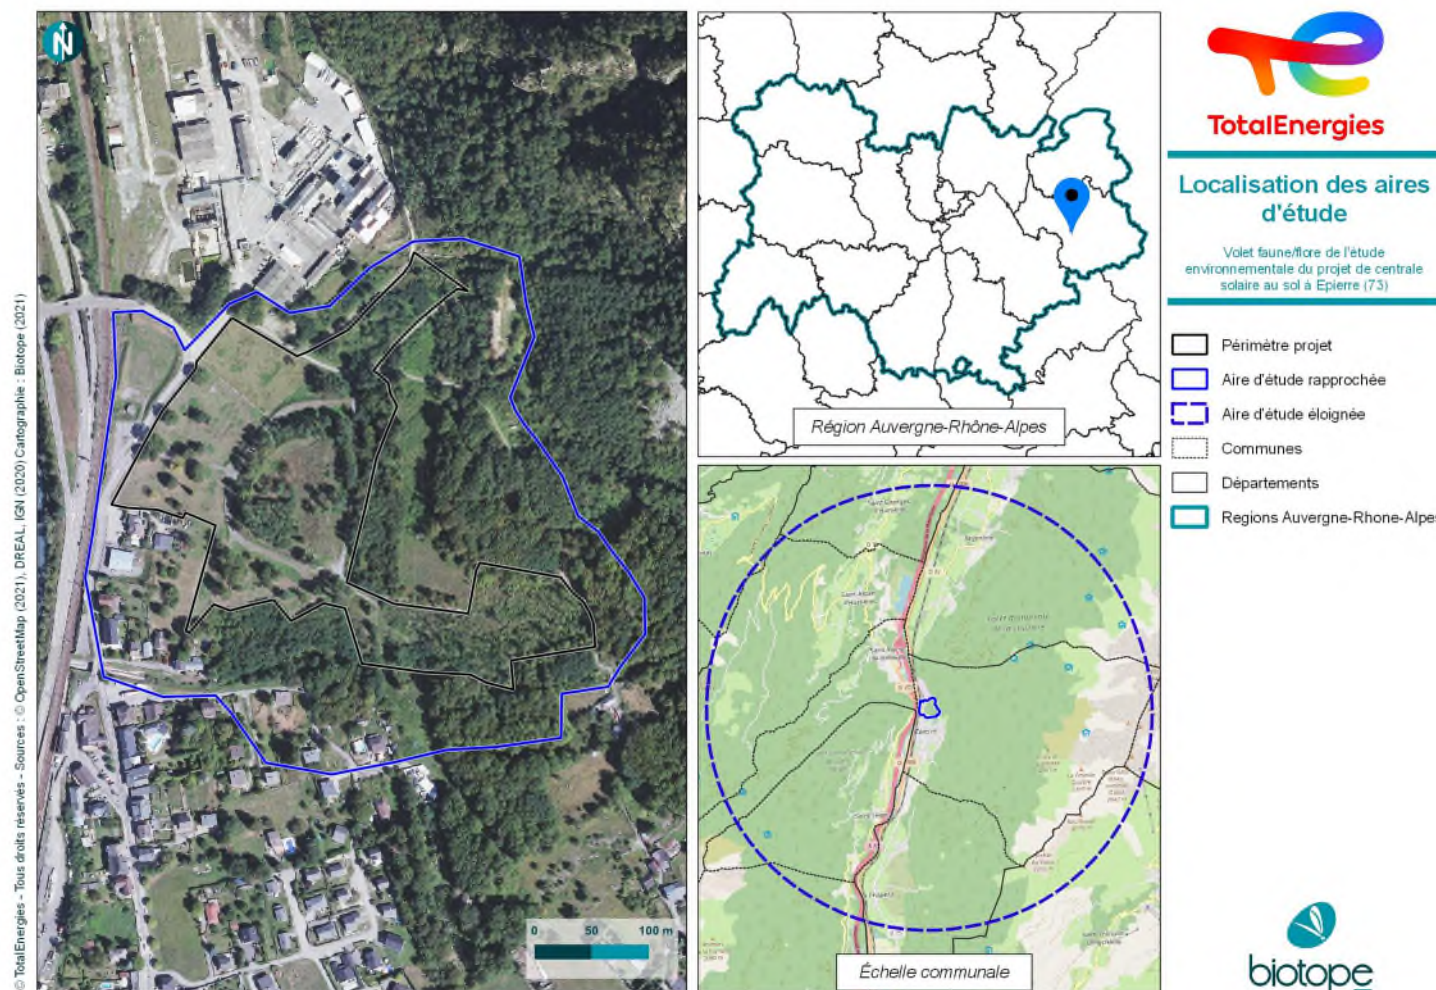 N
© TotalEnergies - Tous droits réservés - Sources : © OpenStreetMap (2021), DREAL, IGN (2020) Cartographie : Biotope (2021)
0 50 100 m
Région Auvergne-Rhône-Alpes
Échelle communale
TotalEnergies
Localisation des aires
d'étude
Volet faune/flore de l'étude
environnementale du projet de centrale
solaire au sol à Epierre (73)
Périmètre projet
Aire d'étude rapprochée
Aire d'étude éloignée
Communes
Départements
Regions Auvergne-Rhone-Alpes
biotope